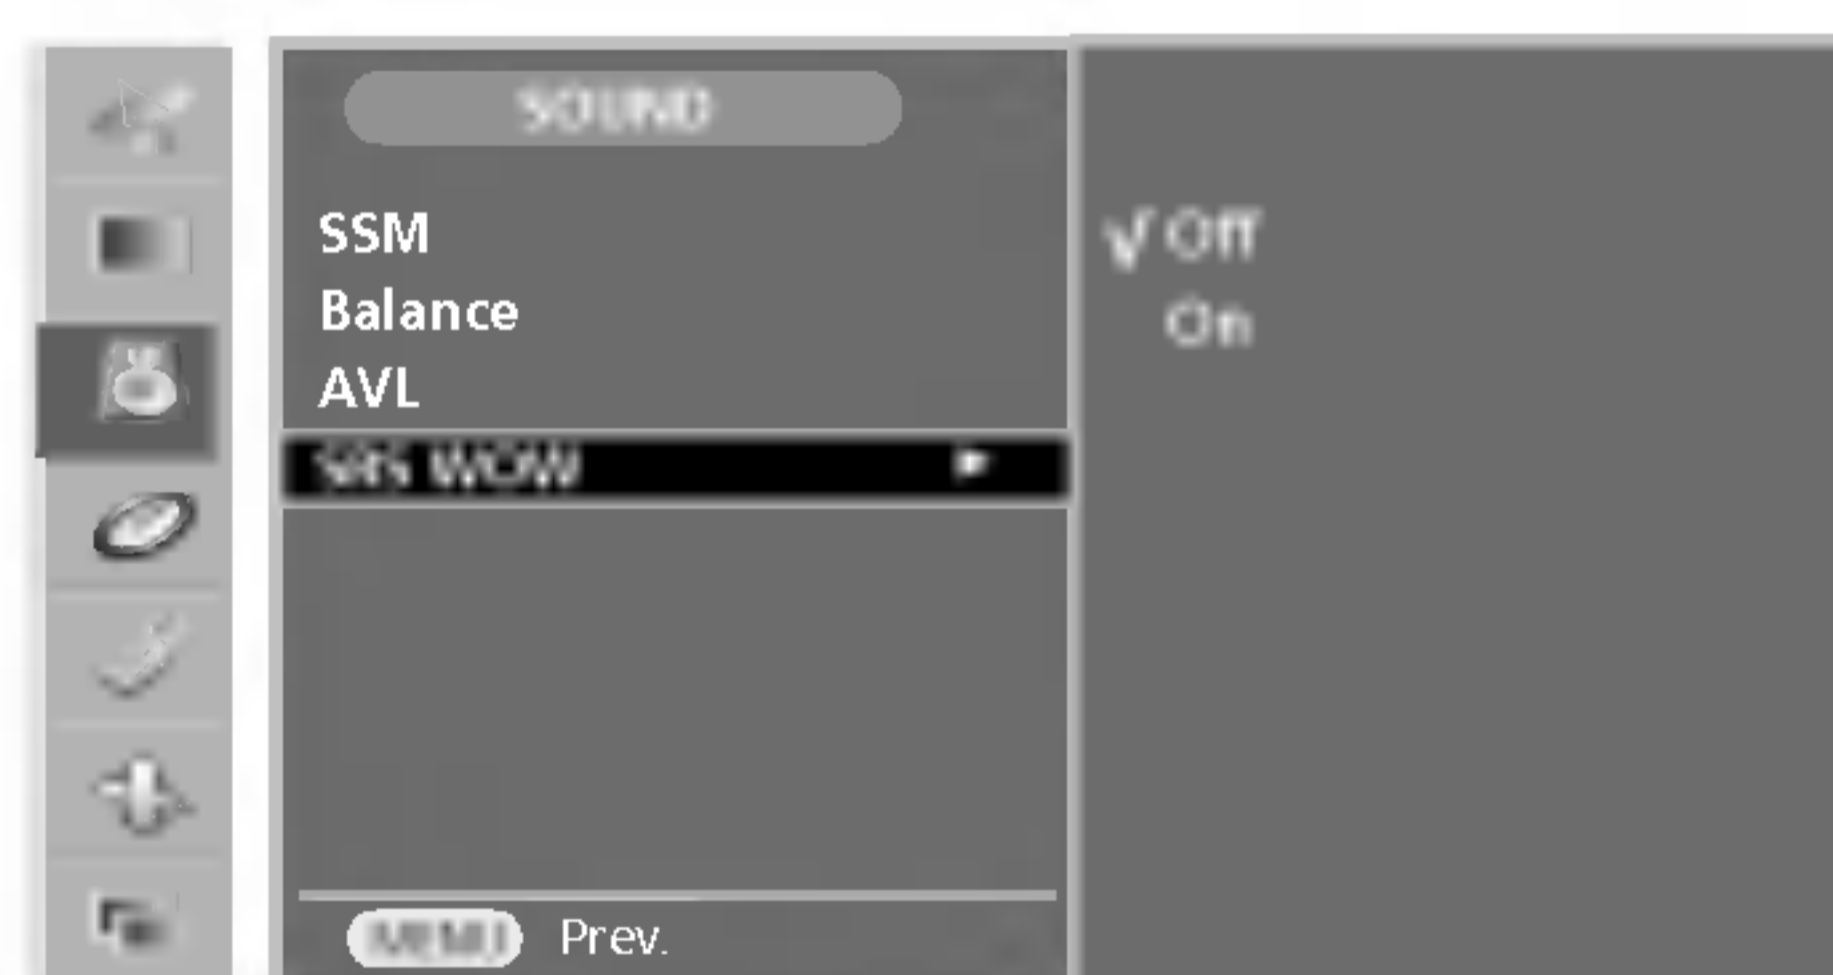 SOUND
SSM
Balance
AVL
SRS WOW
MENU Prev.
√ Off
On